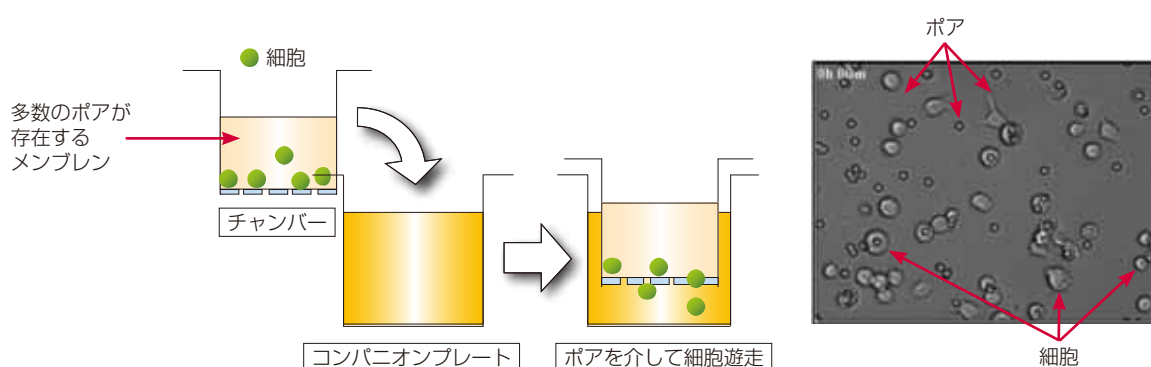 細胞
多数のポアが
存在する
メンブレン
チャンバー
コンパニオンプレート
ポアを介して細胞遊走
ポア
0h 00m
細胞